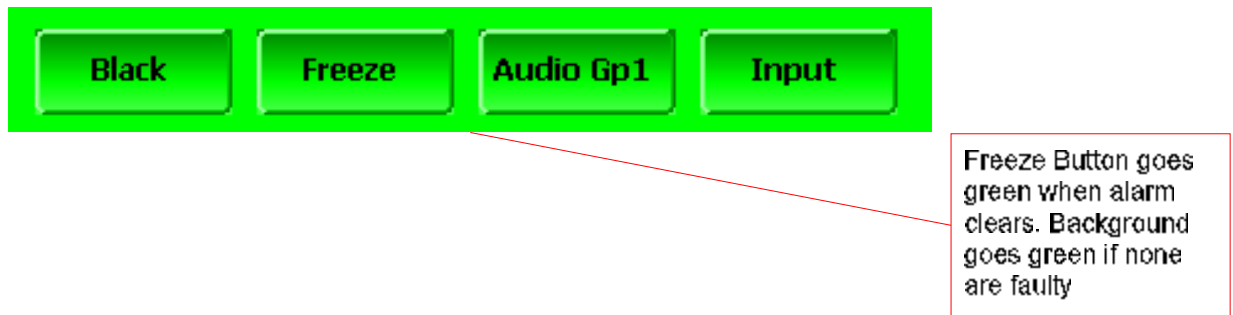 Black Freeze Audio Gp1 Input
Freeze Button goes
green when alarm
clears. Background
goes green if none
are faulty